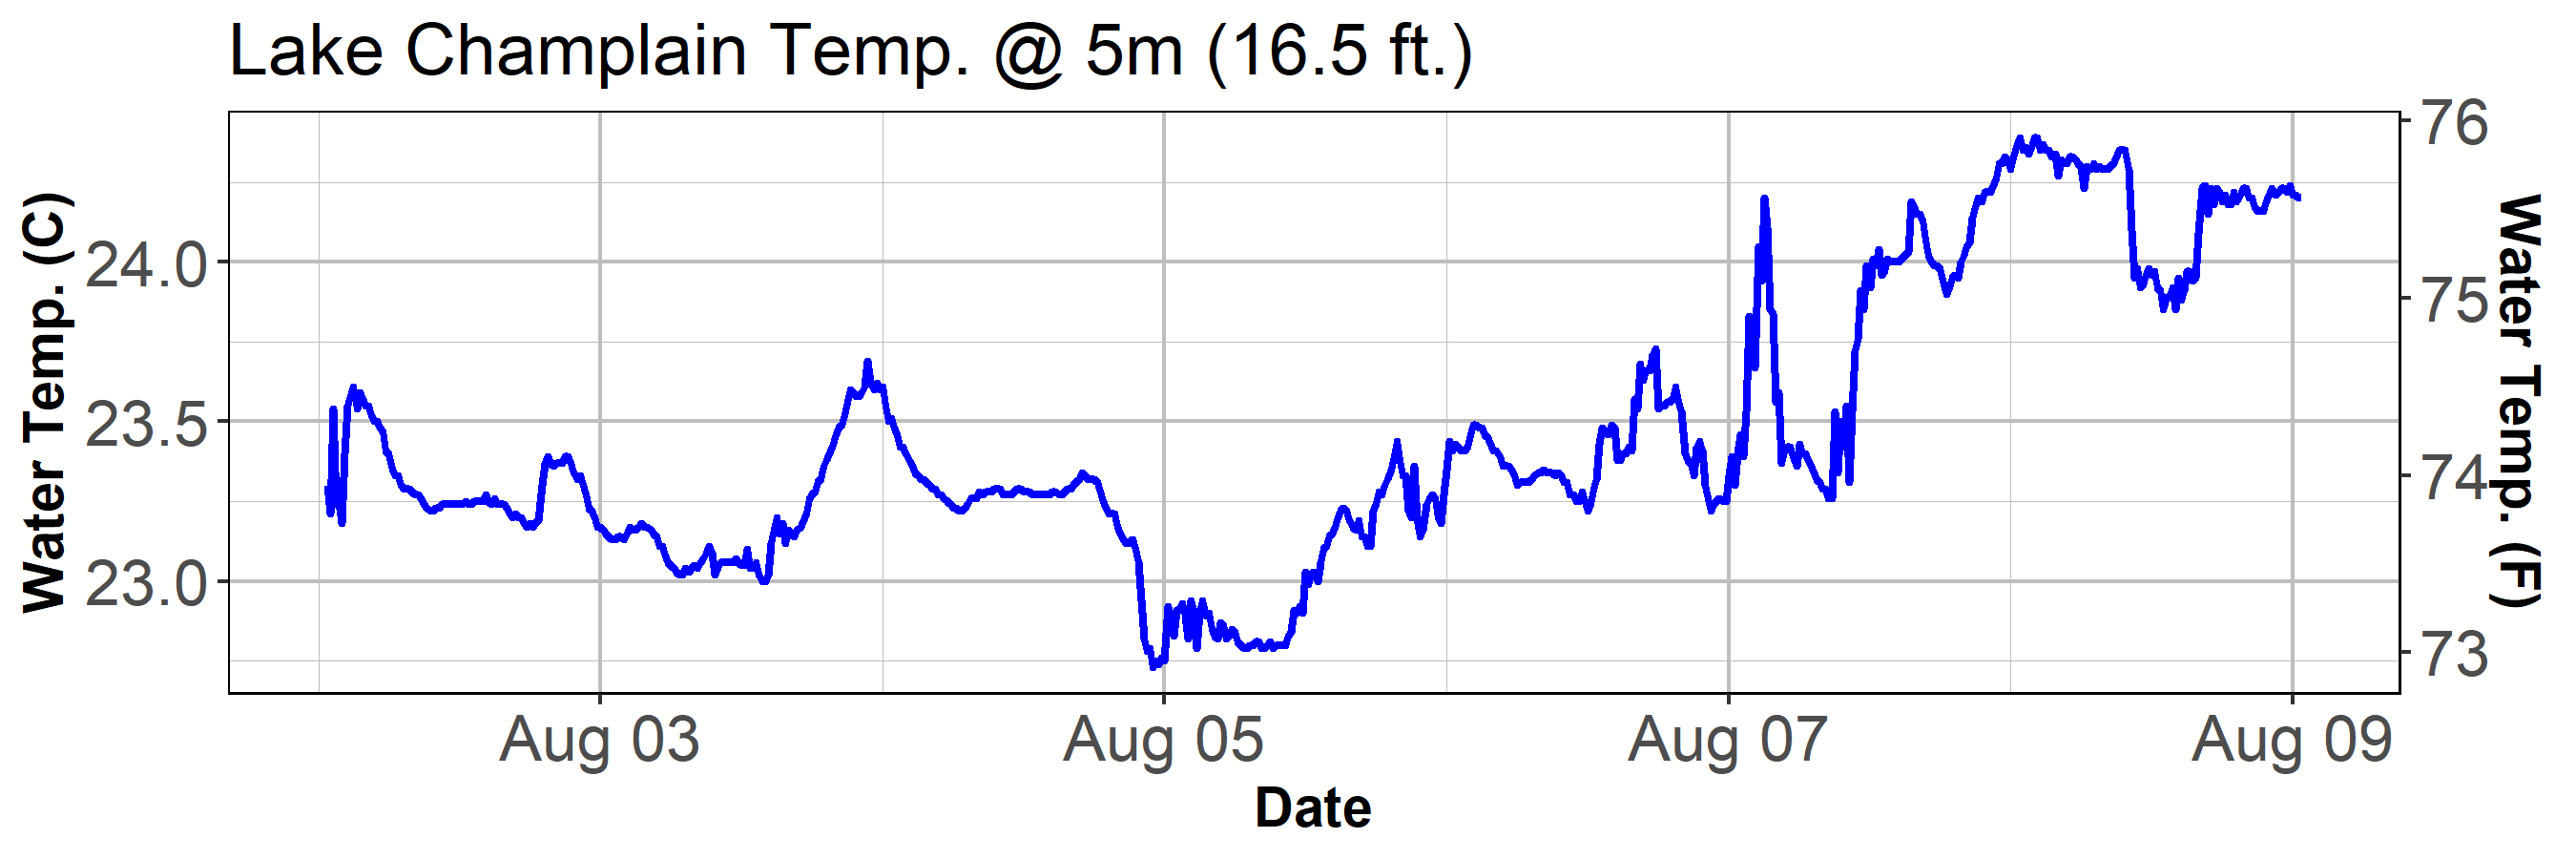 Lake Champlain Temp. @ 5m (16.5 ft.)
Water Temp. (C)
24.0
23.5
23.0
76
75
74
73
Water Temp. (F)
Aug 03
Aug 05
Aug 07
Aug 09
Date